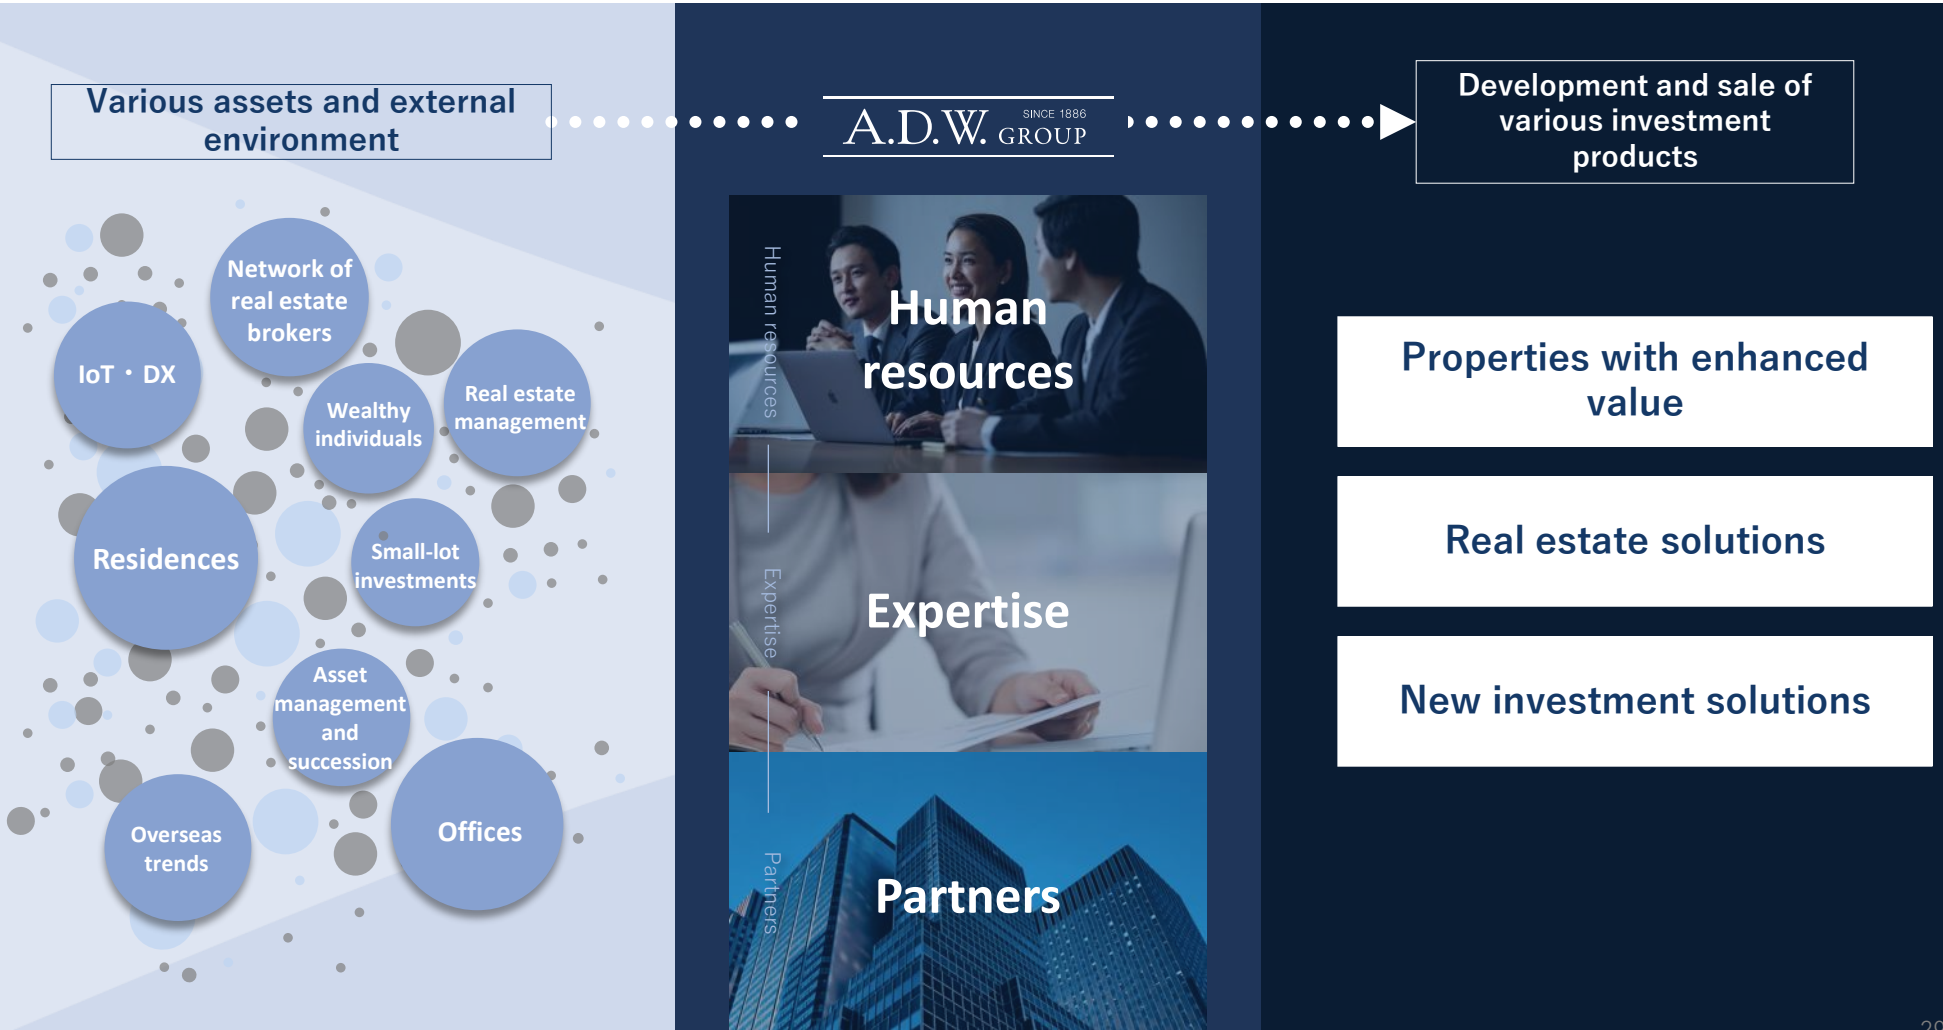 Various assets and external
environment
A.D.W.
SINCE 1886
GROUP
Development and sale of
various investment
products
Network of
real estate
brokers
IoT・DX
Wealthy
individuals
Real estate
management
Residences
Small-lot
investments
Asset
management
and
succession
Overseas
trends
Offices
Human resources
Human
resources
Expertise
Expertise
Partners
Partners
Properties with enhanced
value
Real estate solutions
New investment solutions